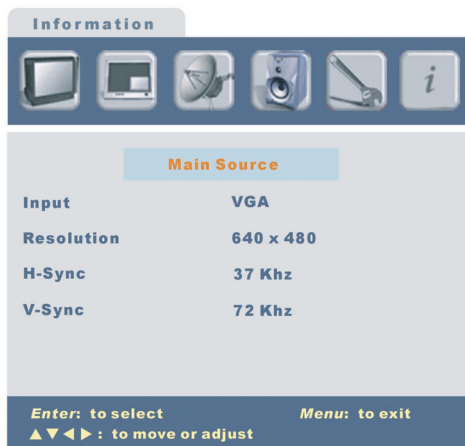 Information
i
Main Source
Input VGA
Resolution 640 x 480
H-Sync 37 Khz
V-Sync 72 Khz
Enter: to select Menu: to exit
▲▼◀▶ : to move or adjust